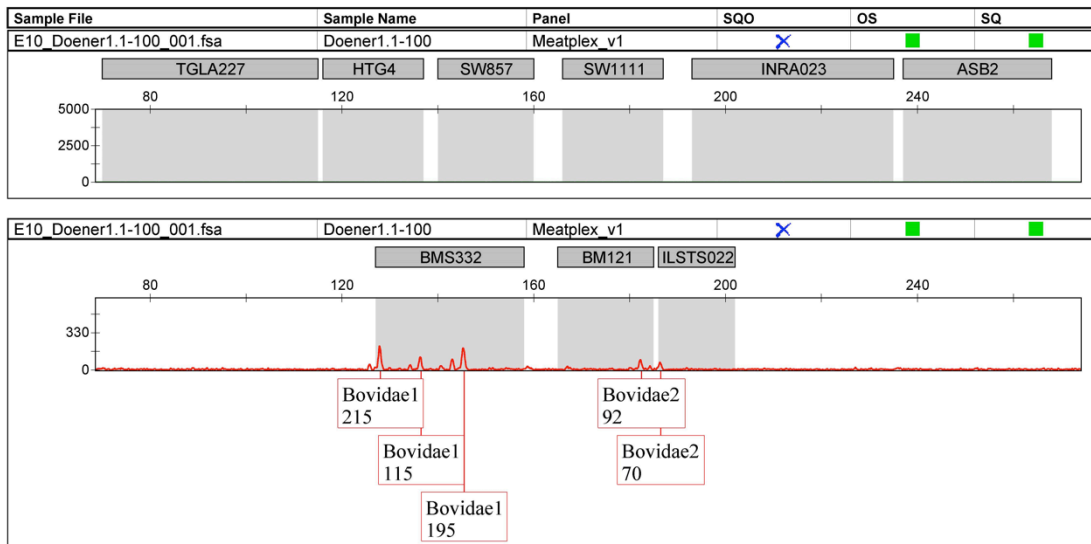 Sample File Sample Name Panel SQO OS SQ
E10_Doener1.1-100_001.fsa Doener1.1-100 Meatplex_v1
TGLA227 HTG4 SW857 SW1111 INRA023 ASB2
80 120 160 200 240
5000
2500
0
E10_Doener1.1-100_001.fsa Doener1.1-100 Meatplex_v1
BMS332 BM121 ILSTS022
80 120 160 200 240
330
0
Bovidae1 Bovidae2
215 92
Bovidae1 Bovidae2
115 70
Bovidae1
195